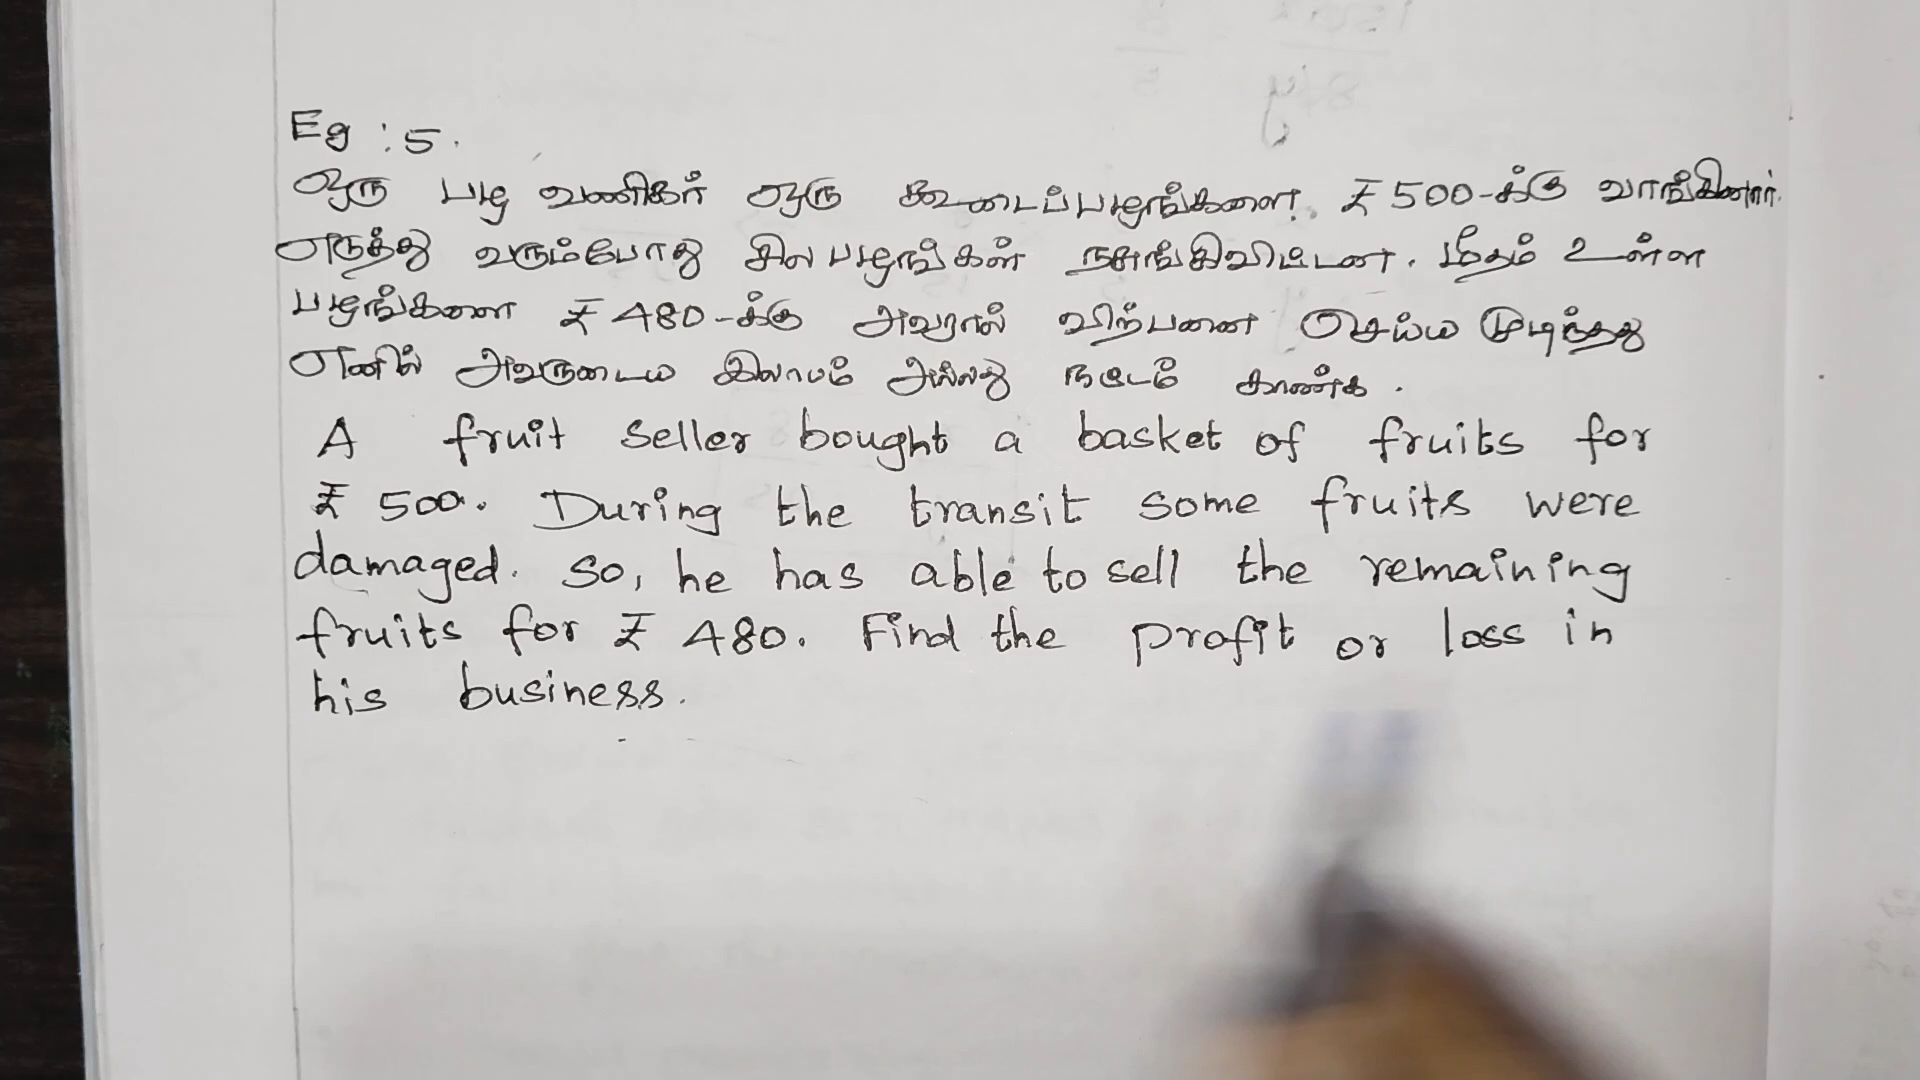 Eg : 5.
ஒரு பழ வணிகர் ஒரு கூடைப்பழங்களை ₹ 500-க்கு வாங்கினார்.
எடுத்து வரும்போது சில பழங்கள் நசுங்கிவிட்டன. மீதம் உள்ள
பழங்களை ₹ 480-க்கு அவரால் விற்பனை செய்ய முடிந்தது
எனில் அவருடைய இலாபம் அல்லது நட்டம் காண்க.
A fruit seller bought a basket of fruits for
₹ 500. During the transit some fruits were
damaged. So, he has able to sell the remaining
fruits for ₹ 480. Find the profit or loss in
his business.